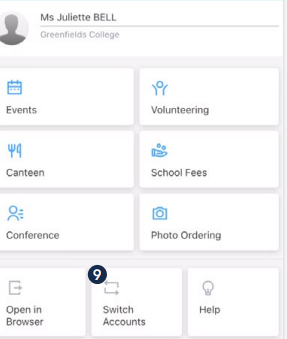 Ms Juliette BELL
Greenfields College
Events
Volunteering
Canteen
School Fees
Conference
Photo Ordering
9
Open in
Browser
Switch
Accounts
Help